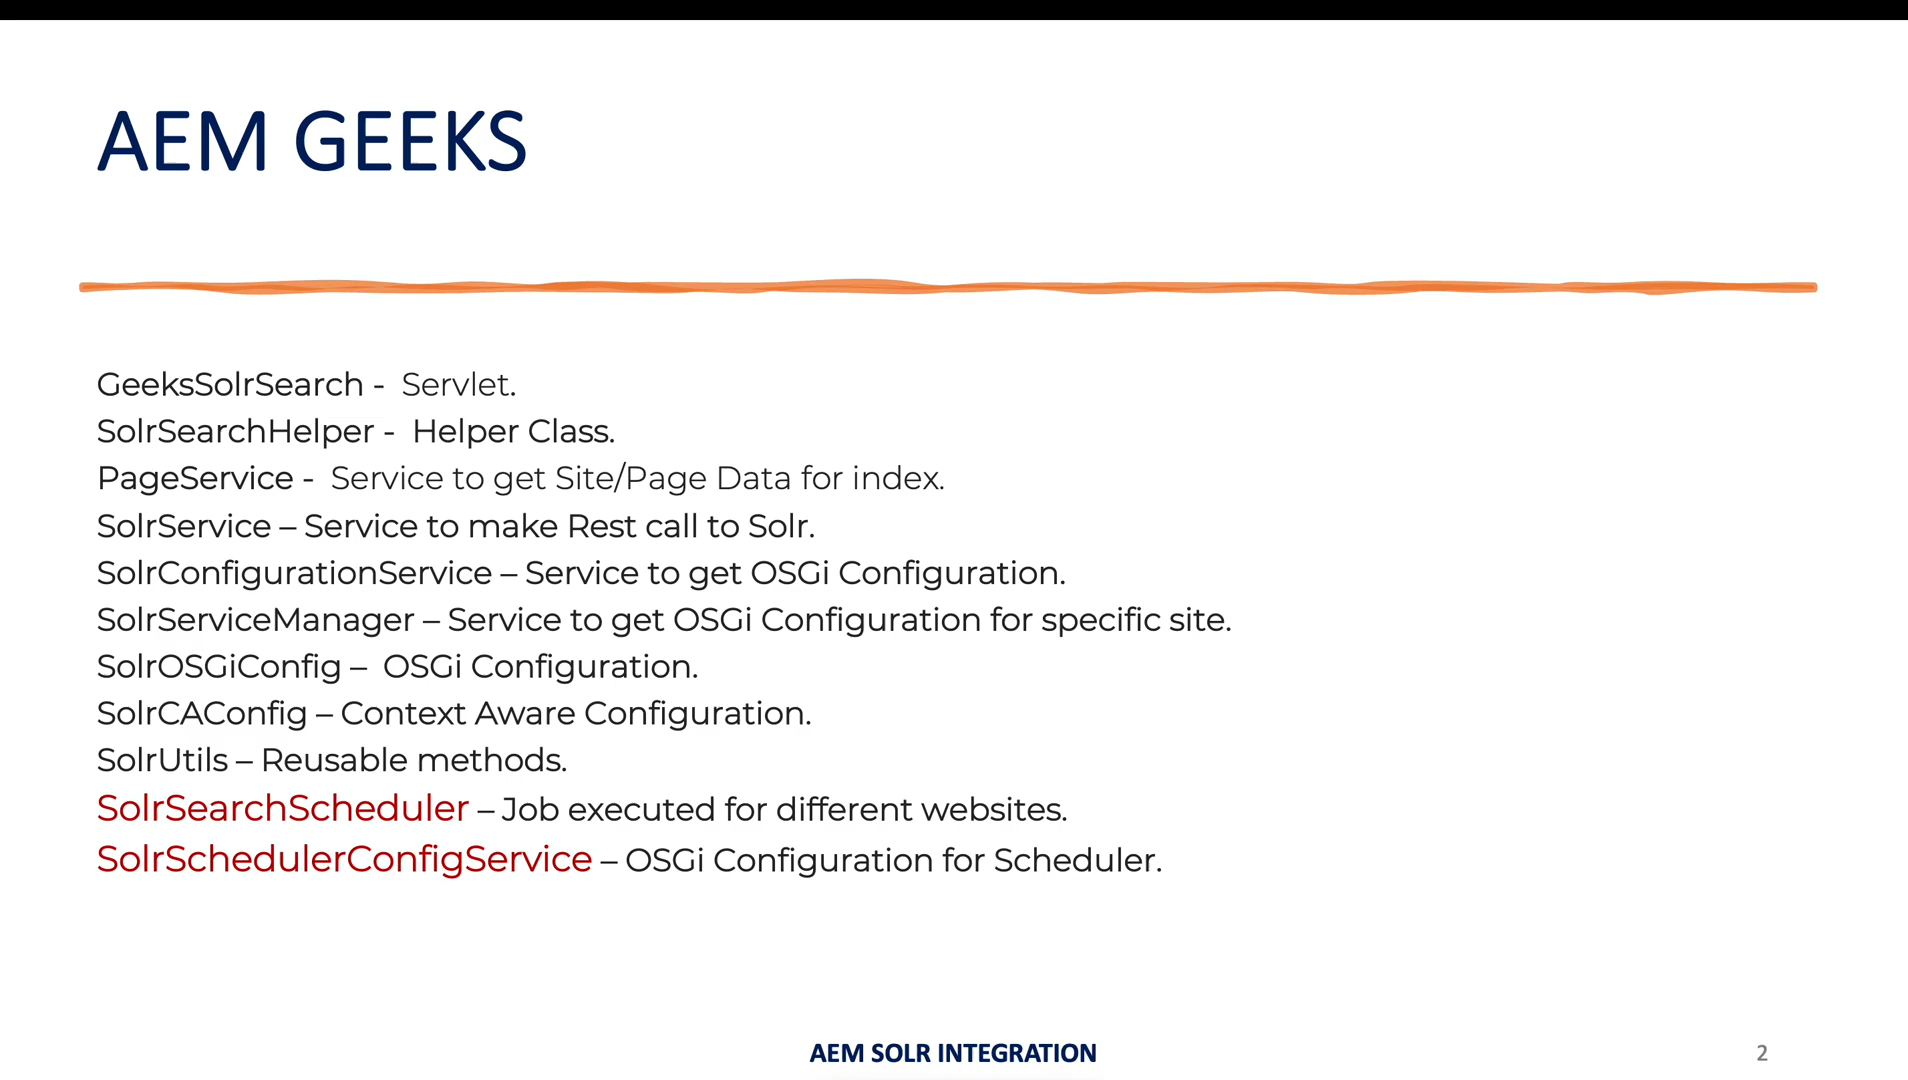 AEM GEEKS
GeeksSolrSearch - Servlet.
SolrSearchHelper - Helper Class.
PageService - Service to get Site/Page Data for index.
SolrService – Service to make Rest call to Solr.
SolrConfigurationService – Service to get OSGi Configuration.
SolrServiceManager – Service to get OSGi Configuration for specific site.
SolrOSGiConfig – OSGi Configuration.
SolrCAConfig – Context Aware Configuration.
SolrUtils – Reusable methods.
SolrSearchScheduler – Job executed for different websites.
SolrSchedulerConfigService – OSGi Configuration for Scheduler.
AEM SOLR INTEGRATION
2